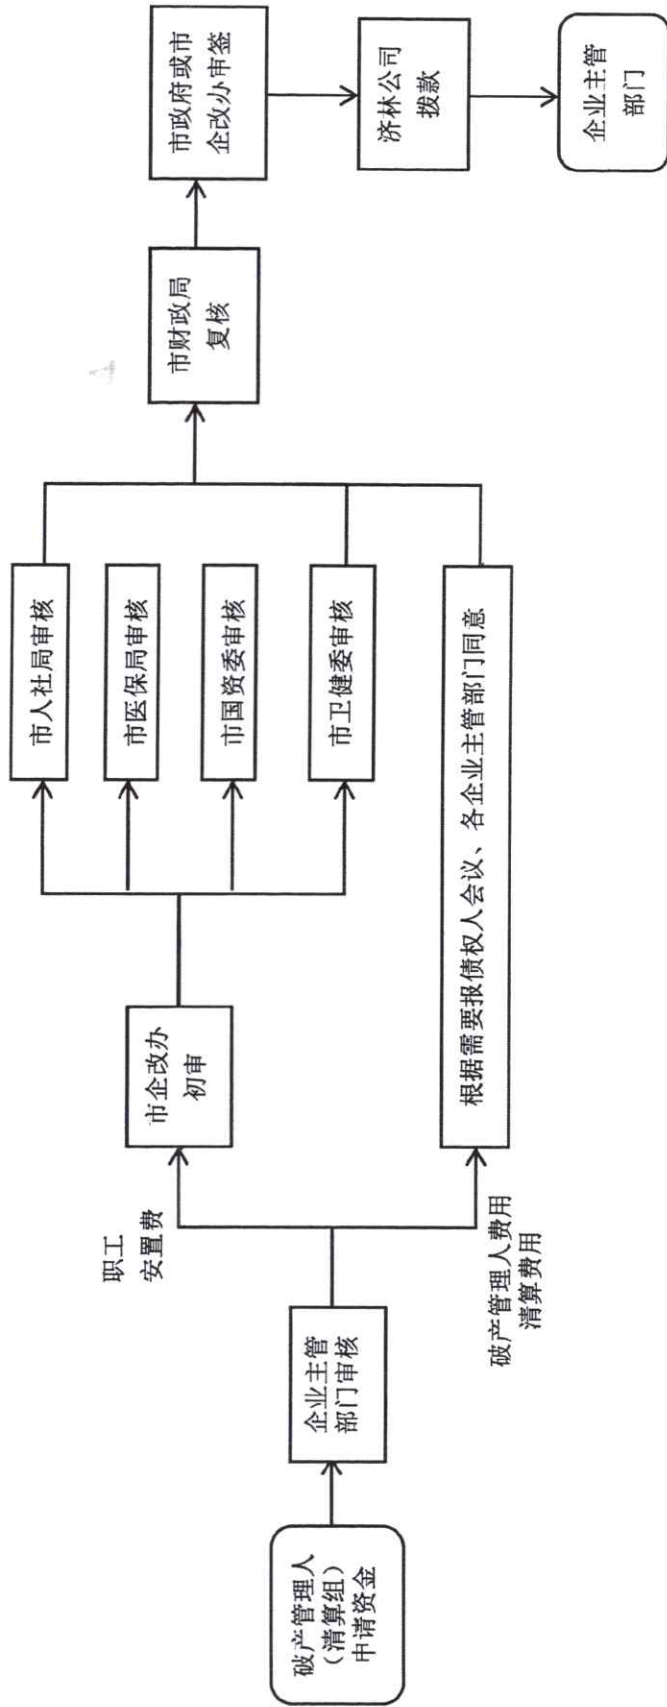 破产管理人
（清算组）
申请资金
企业主管
部门审核
职工
安置费
破产管理人费用
清算费用
市企改办
初审
市人社局审核
市医保局审核
市国资委审核
市卫健委审核
根据需要报债权人会议、各企业主管部门同意
市财政局
复核
市政府或市
企改办审签
济林公司
拨款
企业主管
部门